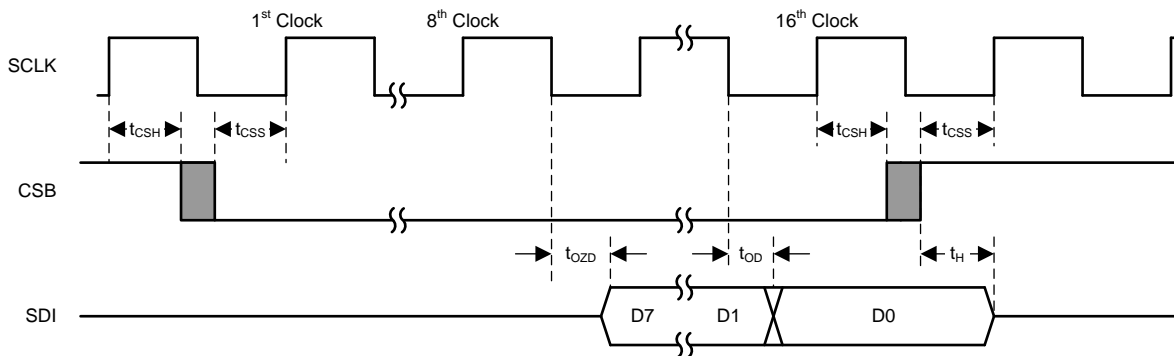 1st Clock 8th Clock 16th Clock
SCLK
tCSH tCSS tCSH tCSS
CSB
tOZD tOD tH
SDI D7 D1 D0